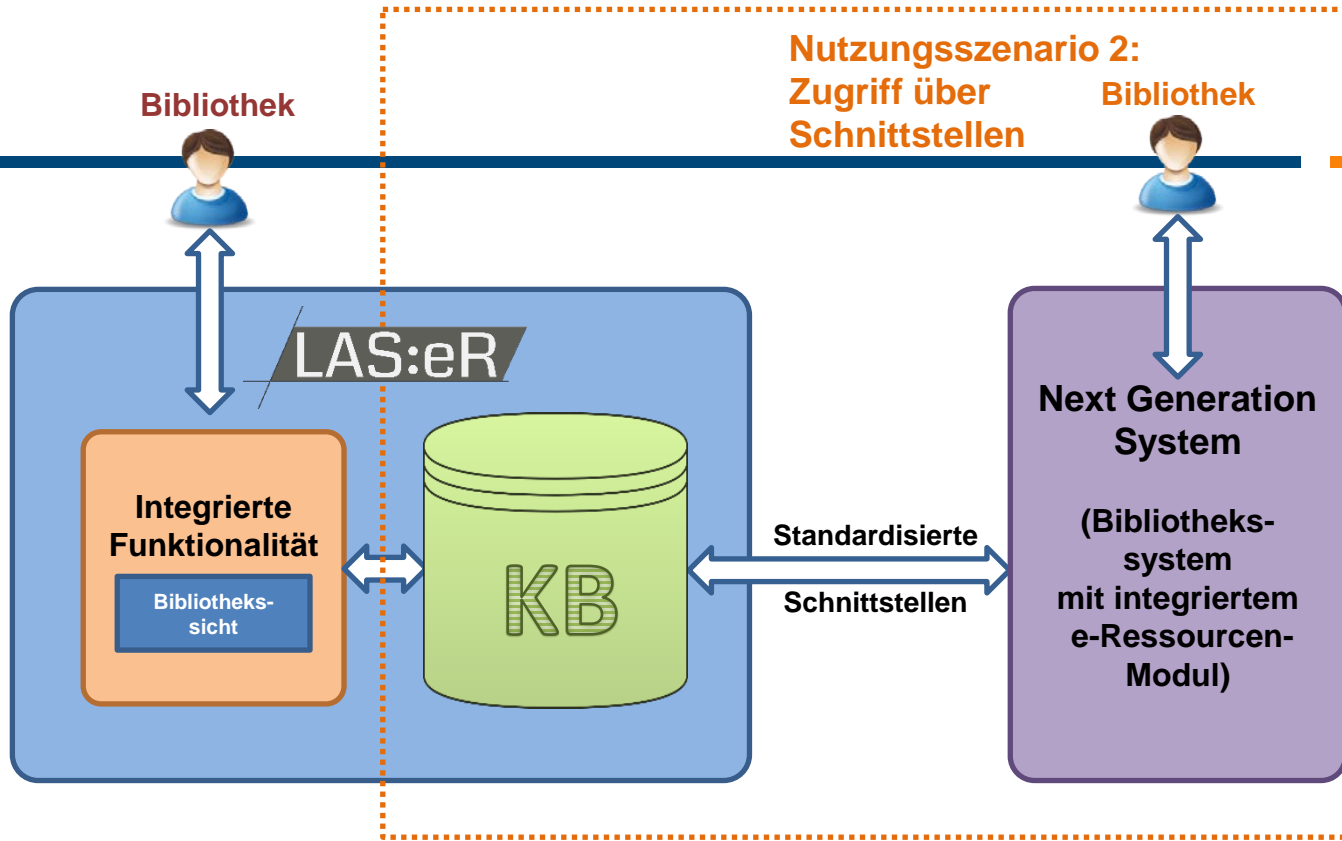 Nutzungsszenario 2:
Zugriff über
Schnittstellen
Bibliothek
Bibliothek
LAS:eR
Integrierte
Funktionalität
Bibliotheks-
sicht
KB
Standardisierte
Schnittstellen
Next Generation
System
(Bibliotheks-
system
mit integriertem
e-Ressourcen-
Modul)